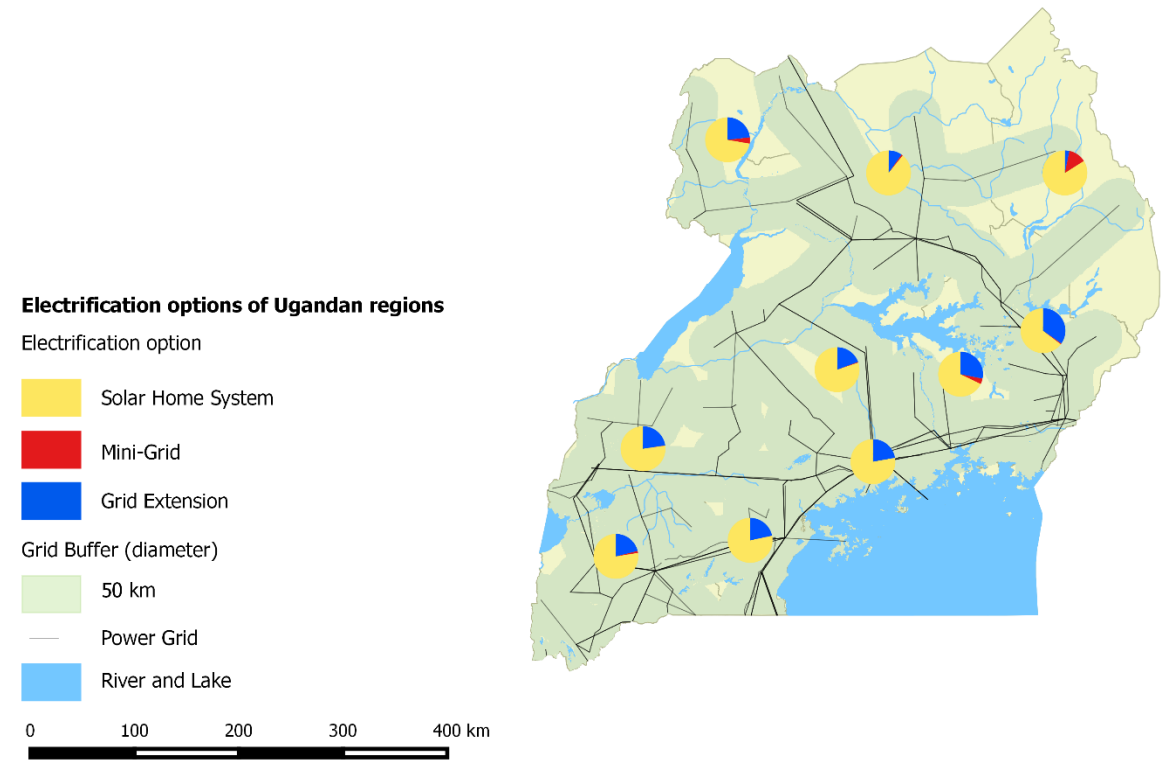 Electrification options of Ugandan regions
Electrification option
Solar Home System
Mini-Grid
Grid Extension
Grid Buffer (diameter)
50 km
Power Grid
River and Lake
0 100 200 300 400 km